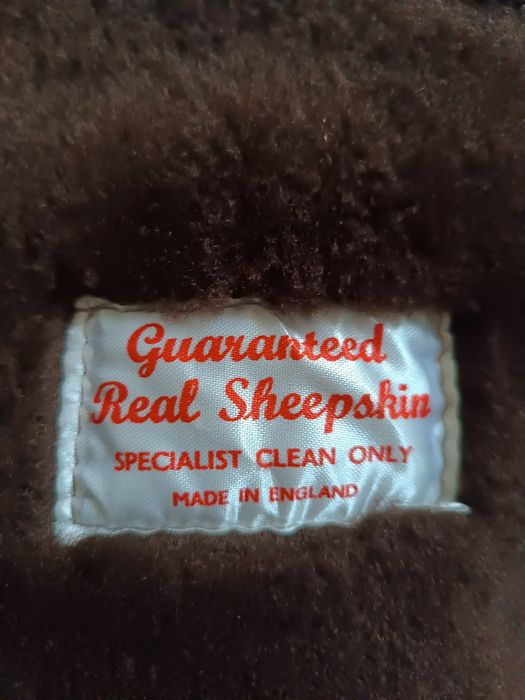 Guaranteed
Real Sheepskin
SPECIALIST CLEAN ONLY
MADE IN ENGLAND